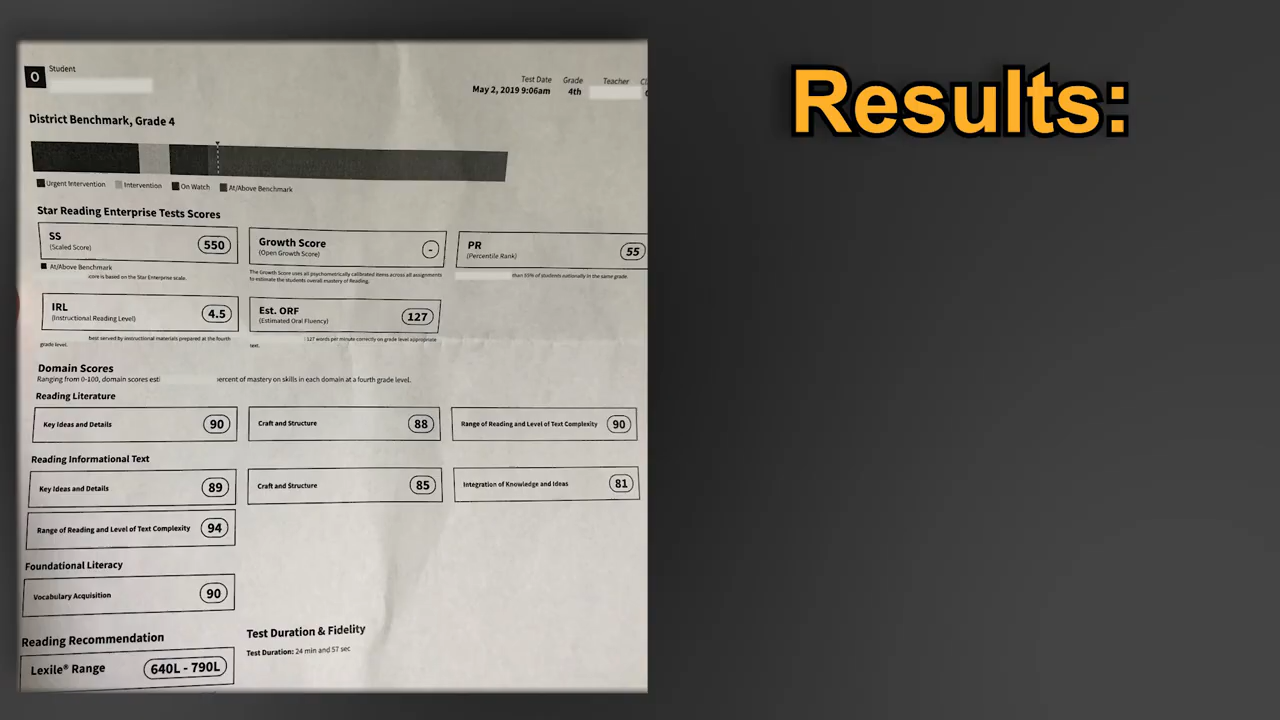 Results:
O
Student
Test Date Grade Teacher
May 2, 2019 9:06am 4th
District Benchmark, Grade 4
Urgent Intervention Intervention On Watch At/Above Benchmark
Star Reading Enterprise Tests Scores
SS
(Scaled Score)
550
Growth Score
(Open Growth Score)
-
PR
(Percentile Rank)
55
At/Above Benchmark
core is based on the Star Enterprise scale.
The Growth Score uses all psychometrically calibrated items across all assignments
to estimate the students overall mastery of Reading.
than 55% of students nationally in the same grade.
IRL
(Instructional Reading Level)
4.5
Est. ORF
(Estimated Oral Fluency)
127
best served by instructional materials prepared at the fourth
grade level.
127 words per minute correctly on grade level appropriate
text.
Domain Scores
Ranging from 0-100, domain scores esti percent of mastery on skills in each domain at a fourth grade level.
Reading Literature
Key Ideas and Details 90
Craft and Structure 88
Range of Reading and Level of Text Complexity 90
Reading Informational Text
Key Ideas and Details 89
Craft and Structure 85
Integration of Knowledge and Ideas 81
Range of Reading and Level of Text Complexity 94
Foundational Literacy
Vocabulary Acquisition 90
Reading Recommendation
Lexile® Range 640L - 790L
Test Duration & Fidelity
Test Duration: 24 min and 57 sec